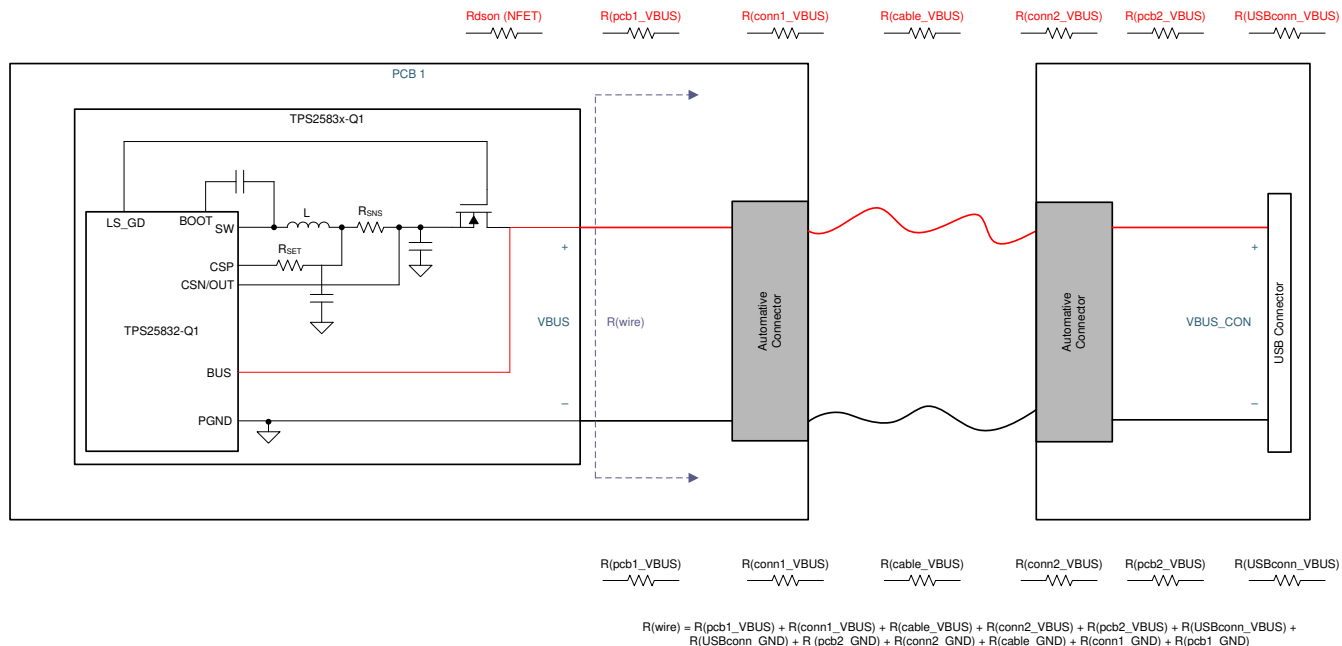 Rdson (NFET)
R(pcb1_VBUS)
R(conn1_VBUS)
R(cable_VBUS)
R(conn2_VBUS)
R(pcb2_VBUS)
R(USBconn_VBUS)
PCB 1
TPS2583x-Q1
LS_GD
BOOT
SW
L
RSNS
RSET
CSP
CSN/OUT
TPS25832-Q1
BUS
PGND
+
VBUS
–
R(wire)
Automative
Connector
Automative
Connector
+
VBUS_CON
–
USB Connector
R(pcb1_VBUS)
R(conn1_VBUS)
R(cable_VBUS)
R(conn2_VBUS)
R(pcb2_VBUS)
R(USBconn_VBUS)
R(wire) = R(pcb1_VBUS) + R(conn1_VBUS) + R(cable_VBUS) + R(conn2_VBUS) + R(pcb2_VBUS) + R(USBconn_VBUS) +
R(USBconn_GND) + R (pcb2_GND) + R(conn2_GND) + R(cable_GND) + R(conn1_GND) + R(pcb1_GND)